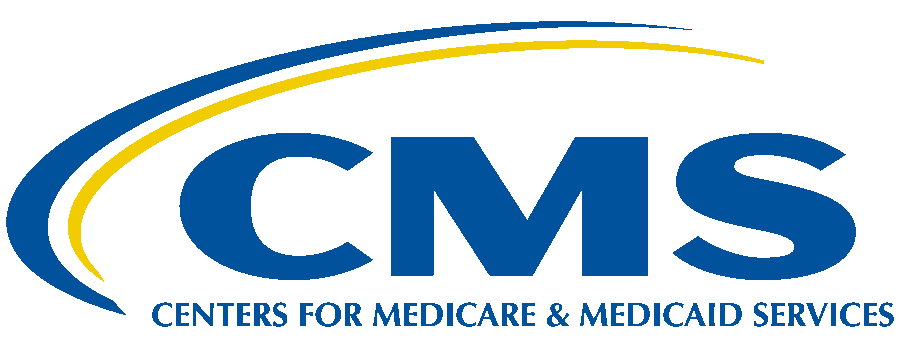 CMS
CENTERS FOR MEDICARE & MEDICAID SERVICES